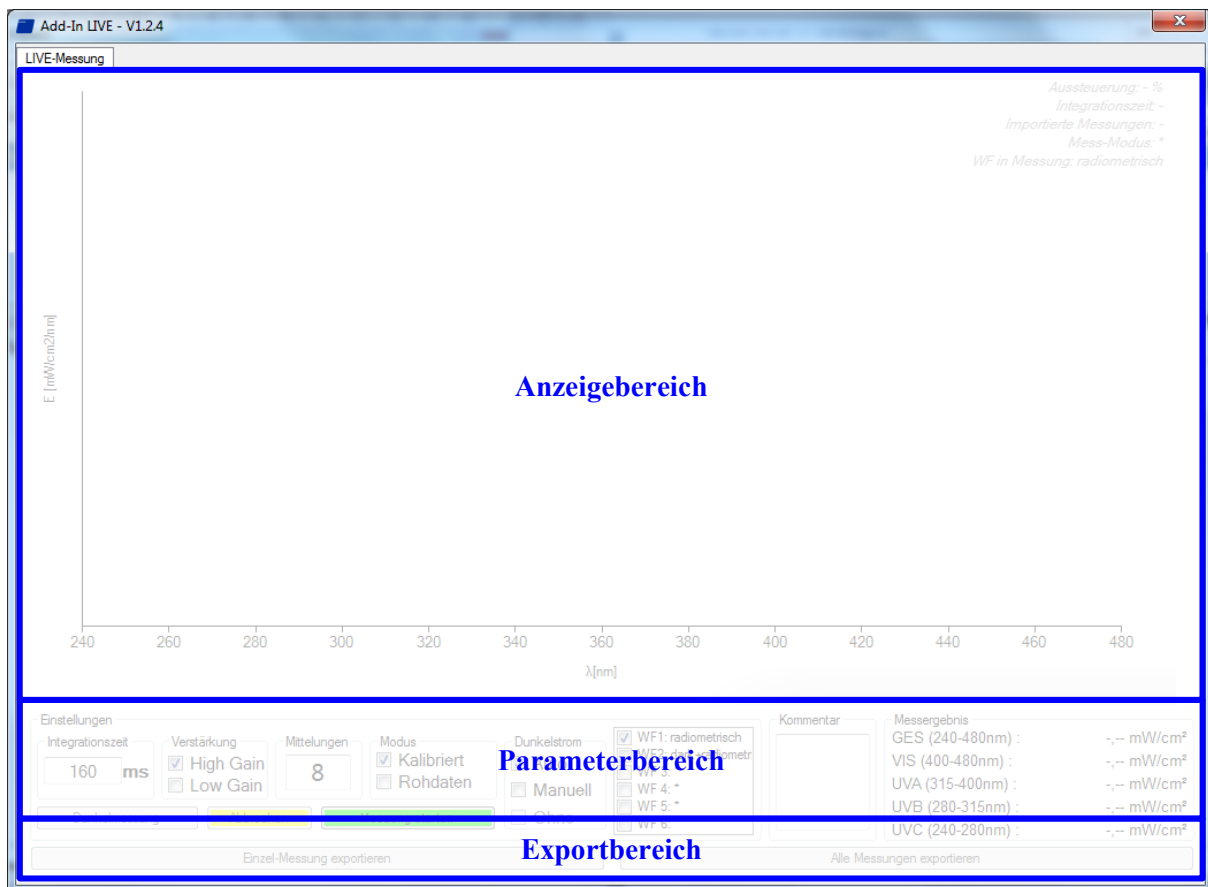 Add-In LIVE - V1.2.4
LIVE-Messung
Aussteuerung: - %
Integrationszeit: -
Importierte Messungen: -
Mess-Modus: *
WF in Messung: radiometrisch
E [mW/cm2/nm]
Anzeigebereich
240 260 280 300 320 340 360 380 400 420 440 460 480
λ[nm]
Einstellungen
Integrationszeit
160 ms
Verstärkung
High Gain
Low Gain
Mittelungen
8
Modus
Kalibriert
Rohdaten
Dunkelstrom
Manuell
Ohne
WF1: radiometrisch
WF 3:
WF 4: *
WF 5: *
WF 6:
Parameterbereich
Kommentar
Messergebnis
GES (240-480nm) : -,-- mW/cm²
VIS (400-480nm) : -,-- mW/cm²
UVA (315-400nm) : -,-- mW/cm²
UVB (280-315nm) : -,-- mW/cm²
UVC (240-280nm) : -,-- mW/cm²
Einzel-Messung exportieren
Exportbereich
Alle Messungen exportieren